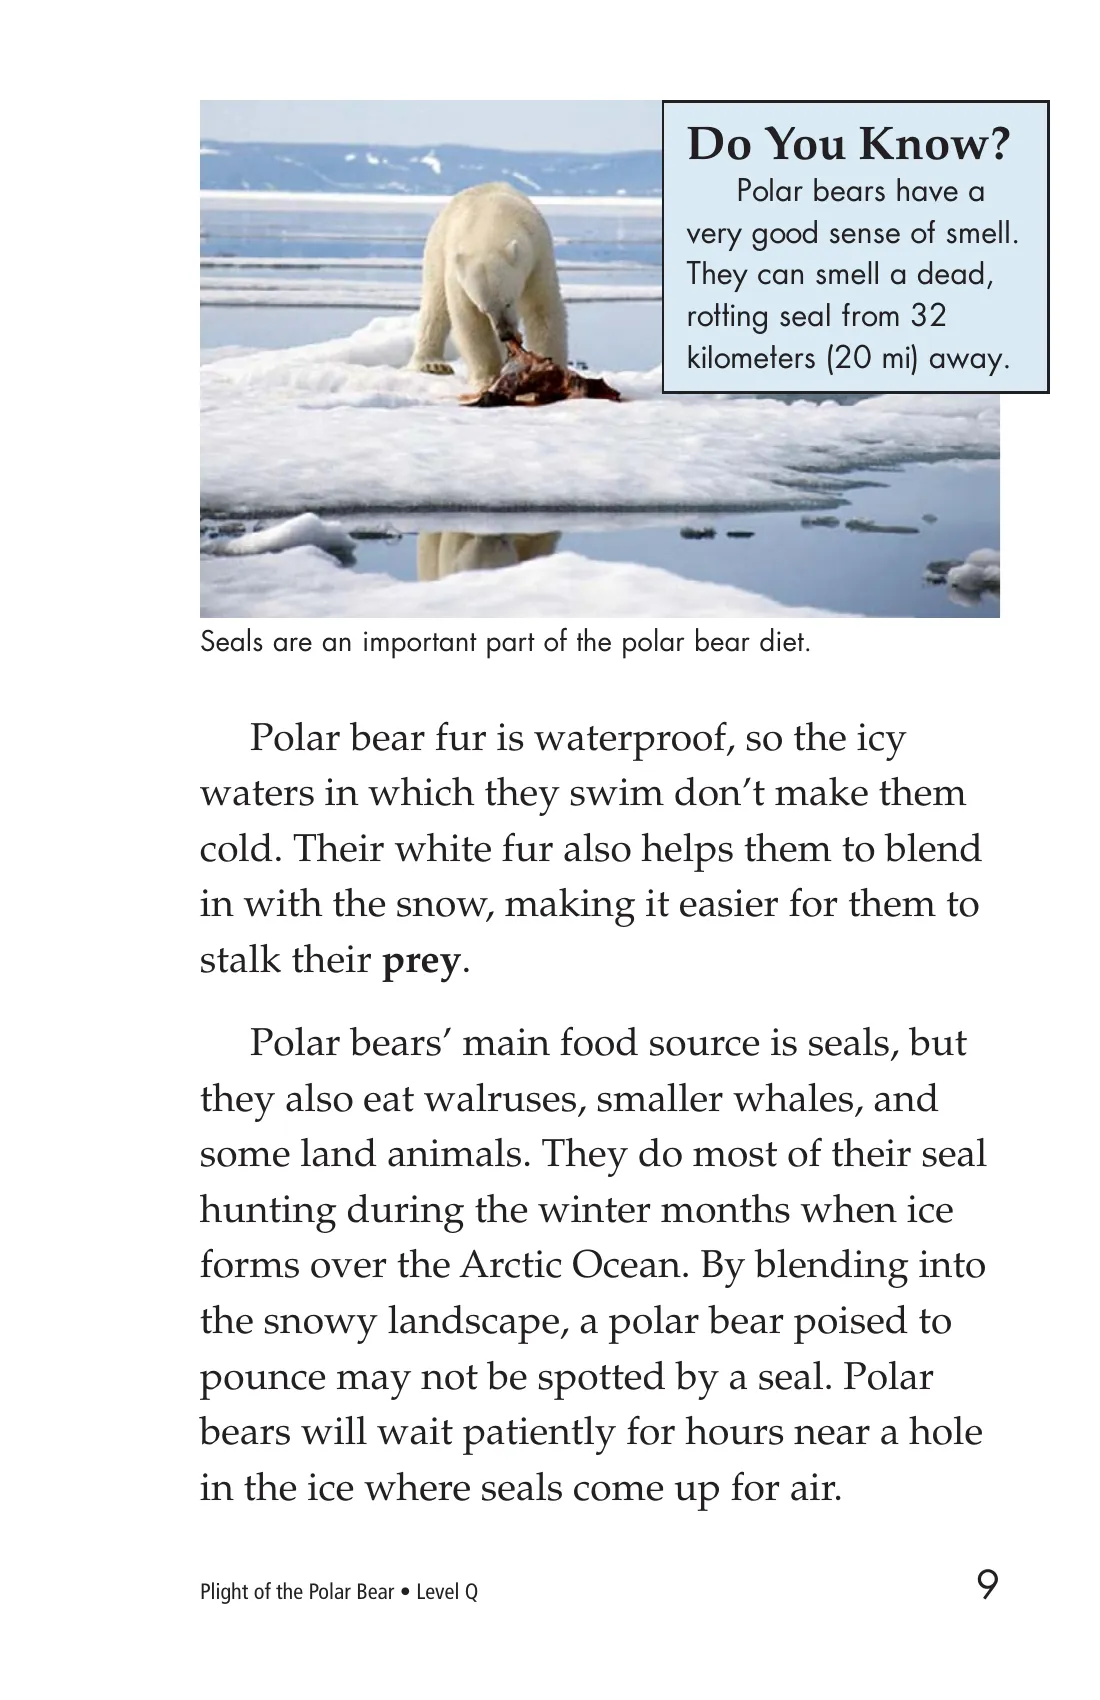 Do You Know?
Polar bears have a
very good sense of smell.
They can smell a dead,
rotting seal from 32
kilometers (20 mi) away.
Seals are an important part of the polar bear diet.
Polar bear fur is waterproof, so the icy
waters in which they swim don’t make them
cold. Their white fur also helps them to blend
in with the snow, making it easier for them to
stalk their prey.
Polar bears’ main food source is seals, but
they also eat walruses, smaller whales, and
some land animals. They do most of their seal
hunting during the winter months when ice
forms over the Arctic Ocean. By blending into
the snowy landscape, a polar bear poised to
pounce may not be spotted by a seal. Polar
bears will wait patiently for hours near a hole
in the ice where seals come up for air.
Plight of the Polar Bear • Level Q
9